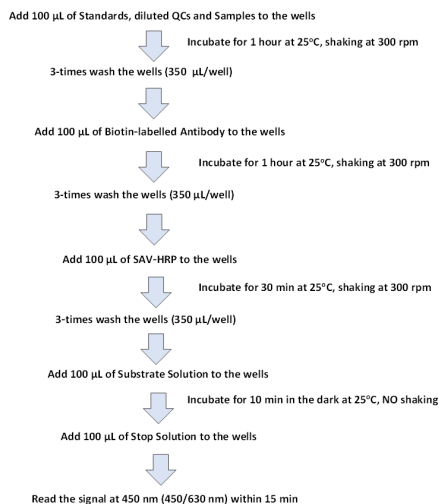 Add 100 µL of Standards, diluted QCs and Samples to the wells
Incubate for 1 hour at 25°C, shaking at 300 rpm
3-times wash the wells (350 µL/well)
Add 100 µL of Biotin-labelled Antibody to the wells
Incubate for 1 hour at 25°C, shaking at 300 rpm
3-times wash the wells (350 µL/well)
Add 100 µL of SAV-HRP to the wells
Incubate for 30 min at 25°C, shaking at 300 rpm
3-times wash the wells (350 µL/well)
Add 100 µL of Substrate Solution to the wells
Incubate for 10 min in the dark at 25°C, NO shaking
Add 100 µL of Stop Solution to the wells
Read the signal at 450 nm (450/630 nm) within 15 min